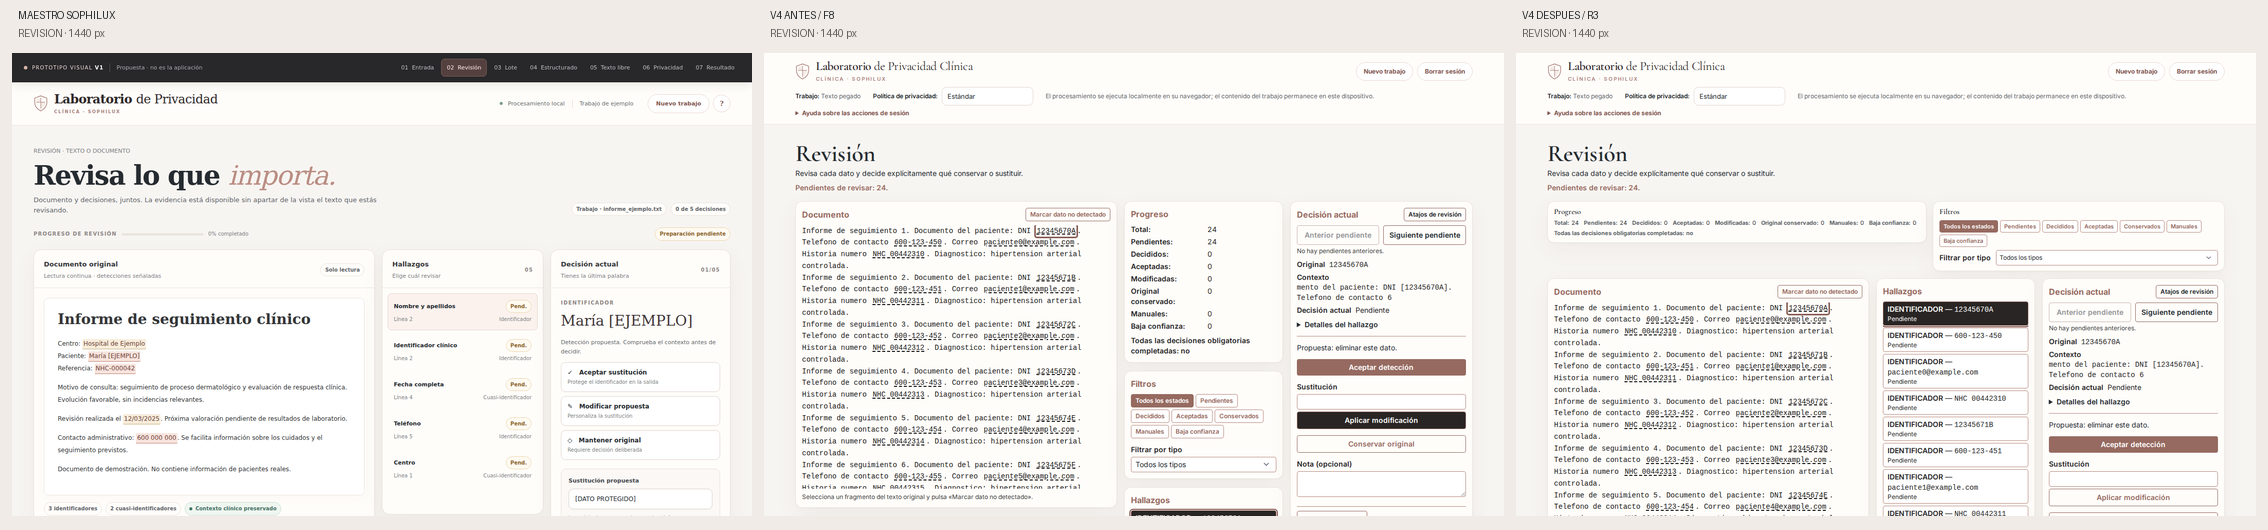 MAESTRO SOPHILUX
REVISION · 1440 px
PROTOTIPO VISUAL V1
Propuesta · no es la aplicación
01 Entrada
02 Revisión
03 Lote
04 Estructurado
05 Texto libre
06 Privacidad
07 Resultado
Laboratorio de Privacidad
CLÍNICA · SOPHILUX
Procesamiento local
Trabajo de ejemplo
Nuevo trabajo
?
REVISIÓN · TEXTO O DOCUMENTO
Revisa lo que importa.
Documento y decisiones, juntos. La evidencia está disponible sin apartar de la vista el texto que estás
revisando.
Trabajo · informe_ejemplo.txt
0 de 5 decisiones
PROGRESO DE REVISIÓN
0% completado
Preparación pendiente
Documento original
Lectura continua · detecciones señaladas
Solo lectura
Informe de seguimiento clínico
Centro: Hospital de Ejemplo
Paciente: María [EJEMPLO]
Referencia: NHC-000042
Motivo de consulta: seguimiento de proceso dermatológico y evaluación de respuesta clínica.
Evolución favorable, sin incidencias relevantes.
Revisión realizada el 12/03/2025. Próxima valoración pendiente de resultados de laboratorio.
Contacto administrativo: 600 000 000. Se facilita información sobre los cuidados y el
seguimiento previstos.
Documento de demostración. No contiene información de pacientes reales.
3 identificadores
2 cuasi-identificadores
Contexto clínico preservado
Hallazgos
Elige cuál revisar
05
Nombre y apellidos
Pend.
Línea 2
Identificador
Identificador clínico
Pend.
Línea 2
Identificador
Fecha completa
Pend.
Línea 4
Cuasi-identificador
Teléfono
Pend.
Línea 5
Identificador
Centro
Pend.
Línea 1
Cuasi-identificador
Decisión actual
Tienes la última palabra
01/05
IDENTIFICADOR
María [EJEMPLO]
Detección propuesta. Comprueba el contexto antes de
decidir.
✓ Aceptar sustitución
Protege el identificador en la salida
✎ Modificar propuesta
Personaliza la sustitución
◇ Mantener original
Requiere decisión deliberada
Sustitución propuesta
[DATO PROTEGIDO]
V4 ANTES / F8
REVISION · 1440 px
Laboratorio de Privacidad Clínica
CLÍNICA · SOPHILUX
Nuevo trabajo
Borrar sesión
Trabajo: Texto pegado
Política de privacidad:
Estándar
El procesamiento se ejecuta localmente en su navegador; el contenido del trabajo permanece en este dispositivo.
▶ Ayuda sobre las acciones de sesión
Revisión
Revisa cada dato y decide explícitamente qué conservar o sustituir.
Pendientes de revisar: 24.
Documento
Marcar dato no detectado
Informe de seguimiento 1. Documento del paciente: DNI 12345670A.
Telefono de contacto 600-123-450. Correo paciente0@example.com.
Historia numero NHC 00442310. Diagnostico: hipertension arterial
controlada.
Informe de seguimiento 2. Documento del paciente: DNI 12345671B.
Telefono de contacto 600-123-451. Correo paciente1@example.com.
Historia numero NHC 00442311. Diagnostico: hipertension arterial
controlada.
Informe de seguimiento 3. Documento del paciente: DNI 12345672C.
Telefono de contacto 600-123-452. Correo paciente2@example.com.
Historia numero NHC 00442312. Diagnostico: hipertension arterial
controlada.
Informe de seguimiento 4. Documento del paciente: DNI 12345673D.
Telefono de contacto 600-123-453. Correo paciente3@example.com.
Historia numero NHC 00442313. Diagnostico: hipertension arterial
controlada.
Informe de seguimiento 5. Documento del paciente: DNI 12345674E.
Telefono de contacto 600-123-454. Correo paciente4@example.com.
Historia numero NHC 00442314. Diagnostico: hipertension arterial
controlada.
Informe de seguimiento 6. Documento del paciente: DNI 12345675F.
Telefono de contacto 600-123-455. Correo paciente5@example.com.
Historia numero NHC 00442315. Diagnostico: hipertension arterial
Selecciona un fragmento del texto original y pulsa «Marcar dato no detectado».
Progreso
Total: 24
Pendientes: 24
Decididos: 0
Aceptadas: 0
Modificadas: 0
Original conservado: 0
Manuales: 0
Baja confianza: 0
Todas las decisiones obligatorias
completadas: no
Filtros
Todos los estados
Pendientes
Decididos
Aceptadas
Conservados
Manuales
Baja confianza
Filtrar por tipo
Todos los tipos
Hallazgos
Decisión actual
Atajos de revisión
Anterior pendiente
Siguiente pendiente
No hay pendientes anteriores.
Original 12345670A
Contexto
mento del paciente: DNI [12345670A].
Telefono de contacto 6
Decisión actual Pendiente
▶ Detalles del hallazgo
Propuesta: eliminar este dato.
Aceptar detección
Sustitución
Aplicar modificación
Conservar original
Nota (opcional)
V4 DESPUES / R3
REVISION · 1440 px
Laboratorio de Privacidad Clínica
CLÍNICA · SOPHILUX
Nuevo trabajo
Borrar sesión
Trabajo: Texto pegado
Política de privacidad:
Estándar
El procesamiento se ejecuta localmente en su navegador; el contenido del trabajo permanece en este dispositivo.
▶ Ayuda sobre las acciones de sesión
Revisión
Revisa cada dato y decide explícitamente qué conservar o sustituir.
Pendientes de revisar: 24.
Progreso
Total: 24 Pendientes: 24 Decididos: 0 Aceptadas: 0 Modificadas: 0 Original conservado: 0 Manuales: 0 Baja confianza: 0
Todas las decisiones obligatorias completadas: no
Filtros
Todos los estados
Pendientes
Decididos
Aceptadas
Conservados
Manuales
Baja confianza
Filtrar por tipo
Todos los tipos
Documento
Marcar dato no detectado
Informe de seguimiento 1. Documento del paciente: DNI 12345670A.
Telefono de contacto 600-123-450. Correo paciente0@example.com.
Historia numero NHC 00442310. Diagnostico: hipertension arterial
controlada.
Informe de seguimiento 2. Documento del paciente: DNI 12345671B.
Telefono de contacto 600-123-451. Correo paciente1@example.com.
Historia numero NHC 00442311. Diagnostico: hipertension arterial
controlada.
Informe de seguimiento 3. Documento del paciente: DNI 12345672C.
Telefono de contacto 600-123-452. Correo paciente2@example.com.
Historia numero NHC 00442312. Diagnostico: hipertension arterial
controlada.
Informe de seguimiento 4. Documento del paciente: DNI 12345673D.
Telefono de contacto 600-123-453. Correo paciente3@example.com.
Historia numero NHC 00442313. Diagnostico: hipertension arterial
controlada.
Informe de seguimiento 5. Documento del paciente: DNI 12345674E.
Telefono de contacto 600-123-454. Correo paciente4@example.com.
Hallazgos
IDENTIFICADOR — 12345670A
Pendiente
IDENTIFICADOR — 600-123-450
Pendiente
IDENTIFICADOR —
paciente0@example.com
Pendiente
IDENTIFICADOR — NHC 00442310
Pendiente
IDENTIFICADOR — 12345671B
Pendiente
IDENTIFICADOR — 600-123-451
Pendiente
IDENTIFICADOR —
paciente1@example.com
Pendiente
IDENTIFICADOR — NHC 00442311
Decisión actual
Atajos de revisión
Anterior pendiente
Siguiente pendiente
No hay pendientes anteriores.
Original 12345670A
Contexto
mento del paciente: DNI [12345670A].
Telefono de contacto 6
Decisión actual Pendiente
▶ Detalles del hallazgo
Propuesta: eliminar este dato.
Aceptar detección
Sustitución
Aplicar modificación